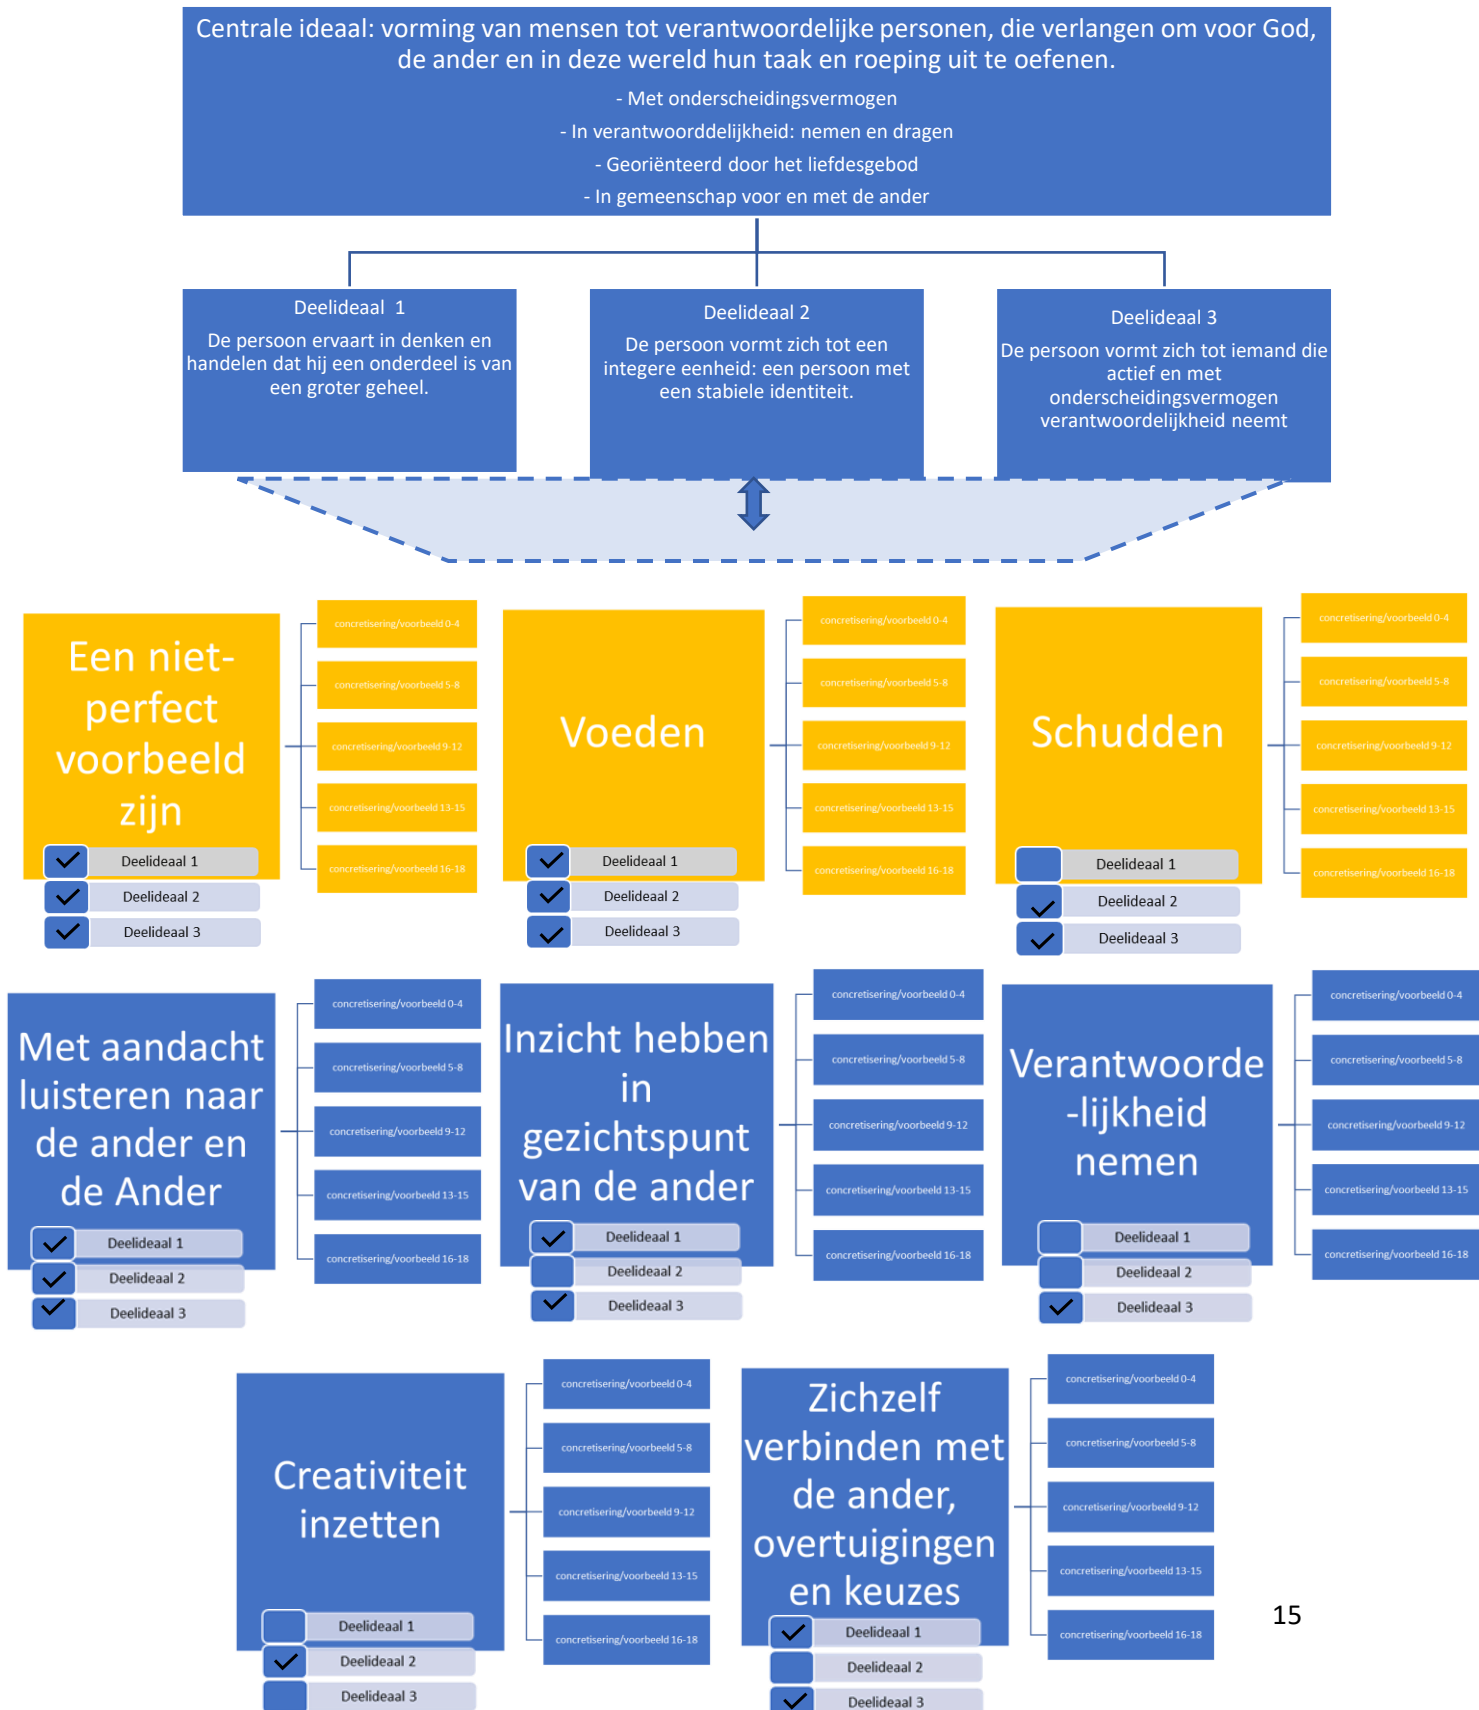 Centrale ideaal: vorming van mensen tot verantwoordelijke personen, die verlangen om voor God,
de ander en in deze wereld hun taak en roeping uit te oefenen.
- Met onderscheidingsvermogen
- In verantwoorddelijkheid: nemen en dragen
- Georiënteerd door het liefdesgebod
- In gemeenschap voor en met de ander
Deelideaal 1
De persoon ervaart in denken en
handelen dat hij een onderdeel is van
een groter geheel.
Deelideaal 2
De persoon vormt zich tot een
integere eenheid: een persoon met
een stabiele identiteit.
Deelideaal 3
De persoon vormt zich tot iemand die
actief en met
onderscheidingsvermogen
verantwoordelijkheid neemt
Een niet-
perfect
voorbeeld
zijn
Deelideaal 1
Deelideaal 2
Deelideaal 3
concretisering/voorbeeld 0-4
concretisering/voorbeeld 5-8
concretisering/voorbeeld 9-12
concretisering/voorbeeld 13-15
concretisering/voorbeeld 16-18
Voeden
Deelideaal 1
Deelideaal 2
Deelideaal 3
concretisering/voorbeeld 0-4
concretisering/voorbeeld 5-8
concretisering/voorbeeld 9-12
concretisering/voorbeeld 13-15
concretisering/voorbeeld 16-18
Schudden
Deelideaal 1
Deelideaal 2
Deelideaal 3
concretisering/voorbeeld 0-4
concretisering/voorbeeld 5-8
concretisering/voorbeeld 9-12
concretisering/voorbeeld 13-15
concretisering/voorbeeld 16-18
Met aandacht
luisteren naar
de ander en
de Ander
Deelideaal 1
Deelideaal 2
Deelideaal 3
concretisering/voorbeeld 0-4
concretisering/voorbeeld 5-8
concretisering/voorbeeld 9-12
concretisering/voorbeeld 13-15
concretisering/voorbeeld 16-18
Inzicht hebben
in
gezichtspunt
van de ander
Deelideaal 1
Deelideaal 2
Deelideaal 3
concretisering/voorbeeld 0-4
concretisering/voorbeeld 5-8
concretisering/voorbeeld 9-12
concretisering/voorbeeld 13-15
concretisering/voorbeeld 16-18
Verantwoorde
-lijkheid
nemen
Deelideaal 1
Deelideaal 2
Deelideaal 3
concretisering/voorbeeld 0-4
concretisering/voorbeeld 5-8
concretisering/voorbeeld 9-12
concretisering/voorbeeld 13-15
concretisering/voorbeeld 16-18
Creativiteit
inzetten
Deelideaal 1
Deelideaal 2
Deelideaal 3
concretisering/voorbeeld 0-4
concretisering/voorbeeld 5-8
concretisering/voorbeeld 9-12
concretisering/voorbeeld 13-15
concretisering/voorbeeld 16-18
Zichzelf
verbinden met
de ander,
overtuigingen
en keuzes
Deelideaal 1
Deelideaal 2
Deelideaal 3
concretisering/voorbeeld 0-4
concretisering/voorbeeld 5-8
concretisering/voorbeeld 9-12
concretisering/voorbeeld 13-15
concretisering/voorbeeld 16-18
15